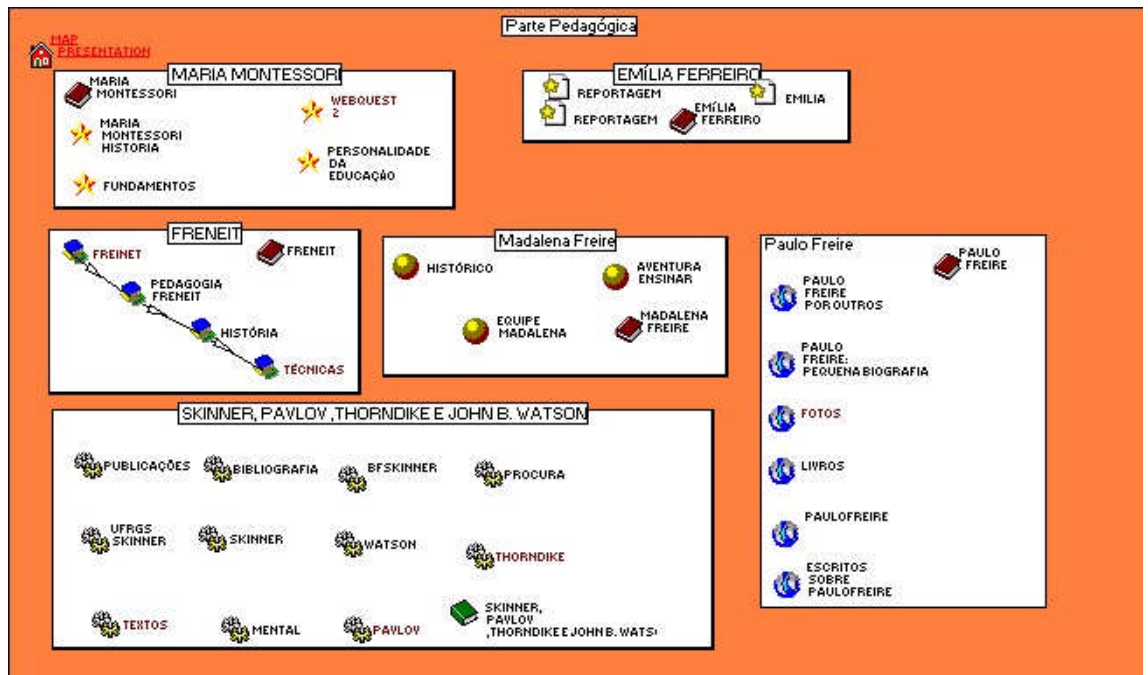 Parte Pedagógica
MAP
PRESENTATION
MARIA MONTESSORI
MARIA
MONTESSORI
WEBQUEST
2
MARIA
MONTESSORI
HISTORIA
PERSONALIDADE
DA
EDUCAÇÃO
FUNDAMENTOS
EMÍLIA FERREIRO
REPORTAGEM
EMILIA
REPORTAGEM
EMÍLIA
FERREIRO
FRENEIT
FREINET
FRENEIT
PEDAGOGIA
FRENEIT
HISTÓRIA
TÉCNICAS
Madalena Freire
HISTÓRICO
AVENTURA
ENSINAR
EQUIPE
MADALENA
MADALENA
FREIRE
Paulo Freire
PAULO
FREIRE
PAULO
FREIRE
POR OUTROS
PAULO
FREIRE:
PEQUENA BIOGRAFIA
FOTOS
LIVROS
PAULOFREIRE
ESCRITOS
SOBRE
PAULOFREIRE
SKINNER, PAVLOV ,THORNDIKE E JOHN B. WATSON
PUBLICAÇÕES
BIBLIOGRAFIA
BFSKINNER
PROCURA
UFRGS
SKINNER
SKINNER
WATSON
THORNDIKE
TEXTOS
MENTAL
PAVLOV
SKINNER,
PAVLOV
,THORNDIKE E JOHN B. WATS